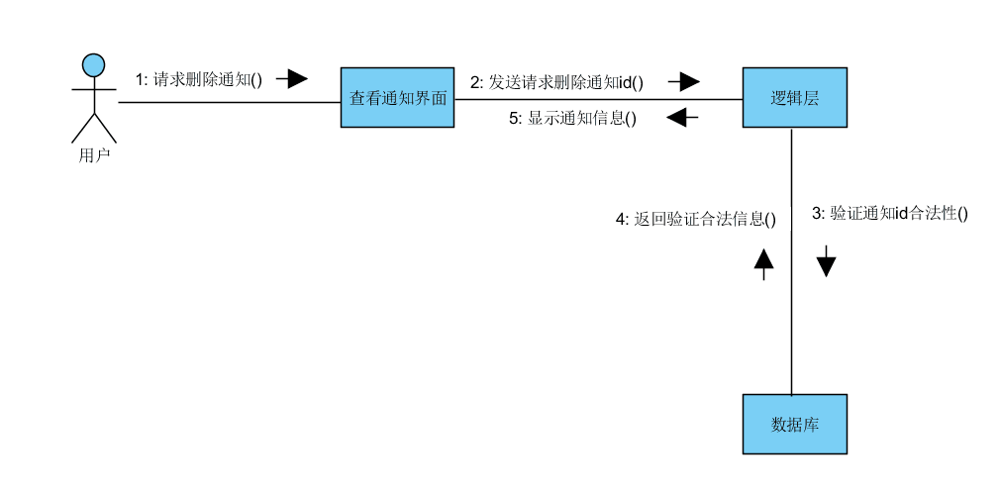 1: 请求删除通知()
查看通知界面
2: 发送请求删除通知id()
逻辑层
5: 显示通知信息()
用户
4: 返回验证合法信息()
3: 验证通知id合法性()
数据库